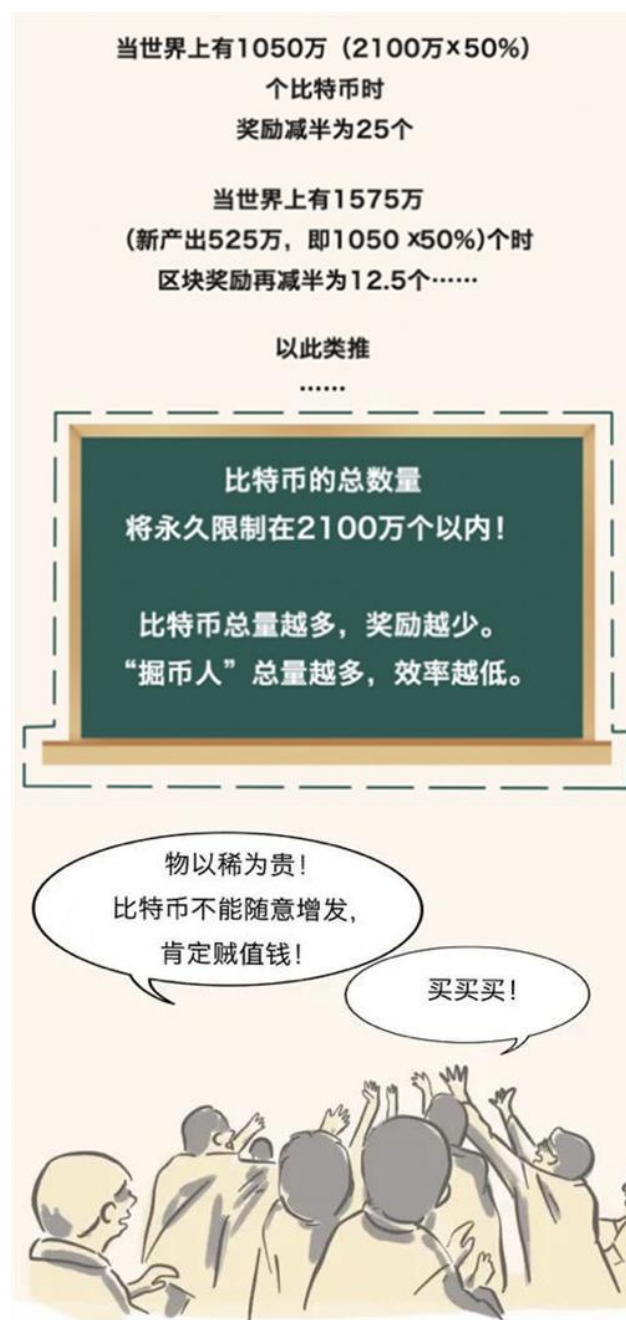 当世界上有1050万（2100万×50%）
个比特币时
奖励减半为25个
当世界上有1575万
(新产出525万，即1050 ×50%)个时
区块奖励再减半为12.5个……
以此类推
……
比特币的总数量
将永久限制在2100万个以内！
比特币总量越多，奖励越少。
“掘币人”总量越多，效率越低。
物以稀为贵！
比特币不能随意增发，
肯定贼值钱！
买买买！